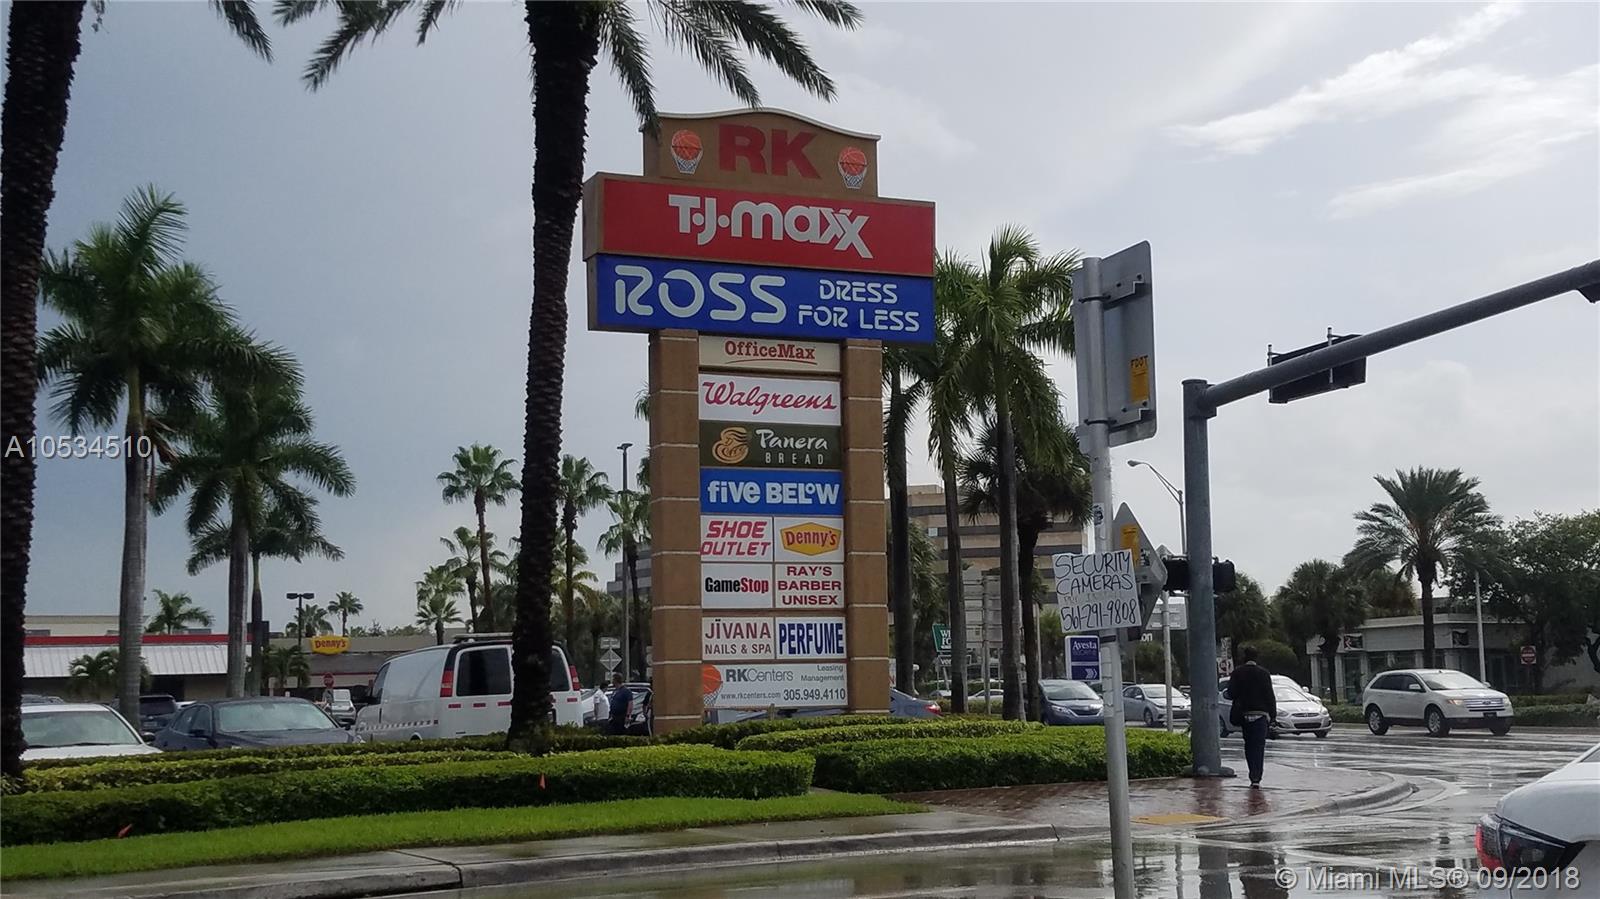 RK
T·J·maxx
ROSS DRESS
FOR LESS
OfficeMax
Walgreens
Panera
BREAD
five BELOW
SHOE
OUTLET
Denny's
GameStop
RAY'S
BARBER
UNISEX
JÏVANA
NAILS & SPA
PERFUME
RKCenters Leasing
Management
www.rkcenters.com 305.949.4110
Denny's
FDOT
SECURITY
CAMERAS
561-291-9808
Avesta
A10534510
© Miami MLS® 09/2018